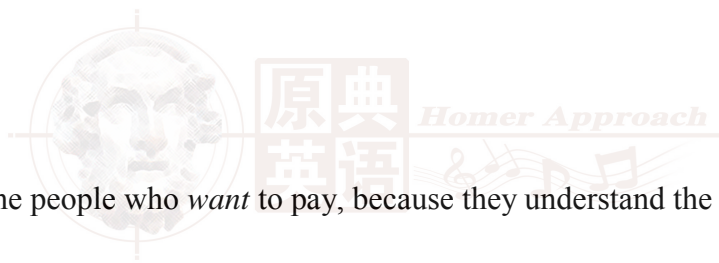 原典
Homer Approach
英语
he people who want to pay, because they understand the